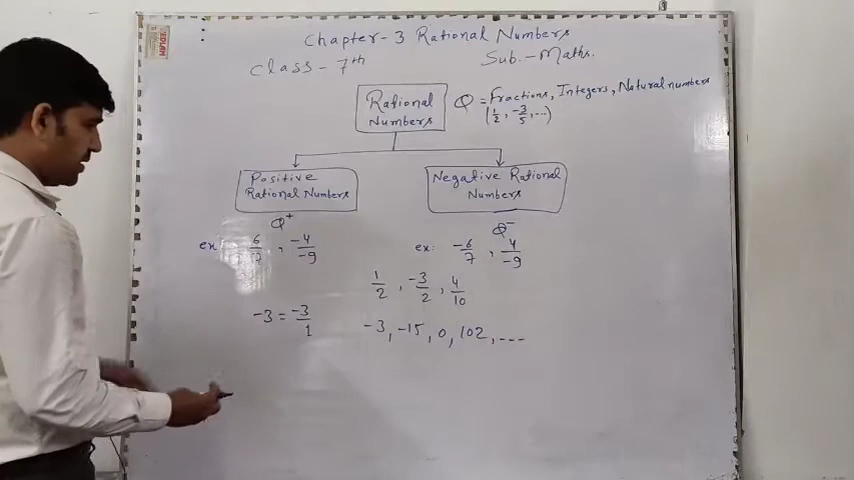 Chapter-3 Rational Numbers
Class - 7th
Sub. - Maths.
Rational Numbers
Q = Fractions, Integers, Natural numbers
(1/2, -3/5, ...)
Positive Rational Numbers
Negative Rational Numbers
Q+
Q-
ex: 6/7, -4/-9
ex: -6/7, 4/-9
1/2, -3/2, 4/10
-3 = -3/1
-3, -15, 0, 102, ---